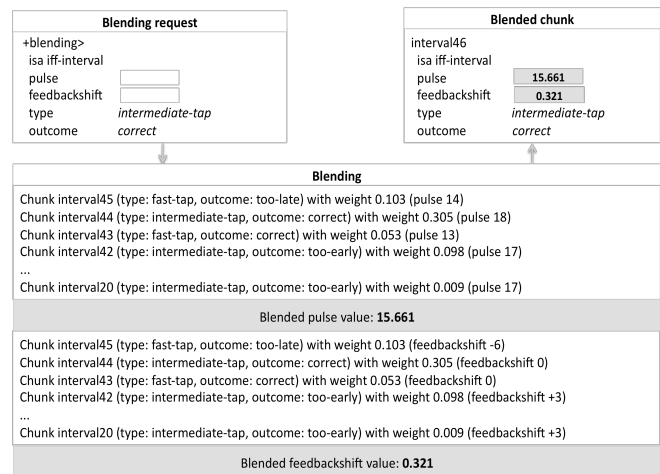 Blending request
+blending>
isa iff-interval
pulse
feedbackshift
type intermediate-tap
outcome correct
Blended chunk
interval46
isa iff-interval
pulse 15.661
feedbackshift 0.321
type intermediate-tap
outcome correct
Blending
Chunk interval45 (type: fast-tap, outcome: too-late) with weight 0.103 (pulse 14)
Chunk interval44 (type: intermediate-tap, outcome: correct) with weight 0.305 (pulse 18)
Chunk interval43 (type: fast-tap, outcome: correct) with weight 0.053 (pulse 13)
Chunk interval42 (type: intermediate-tap, outcome: too-early) with weight 0.098 (pulse 17)
...
Chunk interval20 (type: intermediate-tap, outcome: too-early) with weight 0.009 (pulse 17)
Blended pulse value: 15.661
Chunk interval45 (type: fast-tap, outcome: too-late) with weight 0.103 (feedbackshift -6)
Chunk interval44 (type: intermediate-tap, outcome: correct) with weight 0.305 (feedbackshift 0)
Chunk interval43 (type: fast-tap, outcome: correct) with weight 0.053 (feedbackshift 0)
Chunk interval42 (type: intermediate-tap, outcome: too-early) with weight 0.098 (feedbackshift +3)
...
Chunk interval20 (type: intermediate-tap, outcome: too-early) with weight 0.009 (feedbackshift +3)
Blended feedbackshift value: 0.321